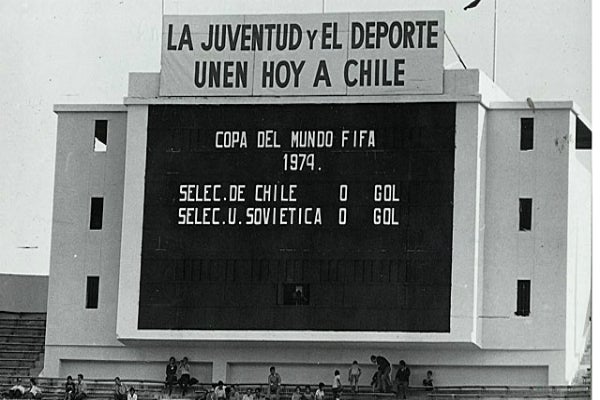 LA JUVENTUD Y EL DEPORTE
UNEN HOY A CHILE
COPA DEL MUNDO FIFA
1974.
SELEC. DE CHILE 0 GOL
SELEC. U. SOVIETICA 0 GOL